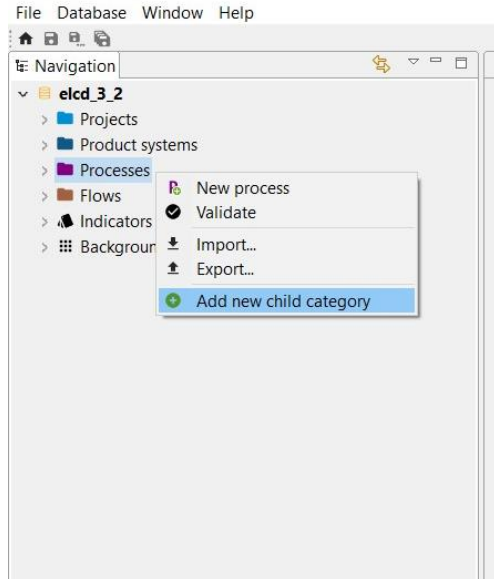 File Database Window Help
Navigation
elcd_3_2
Projects
Product systems
Processes
New process
Flows
Validate
Indicators
Import...
Backgroun
Export...
Add new child category